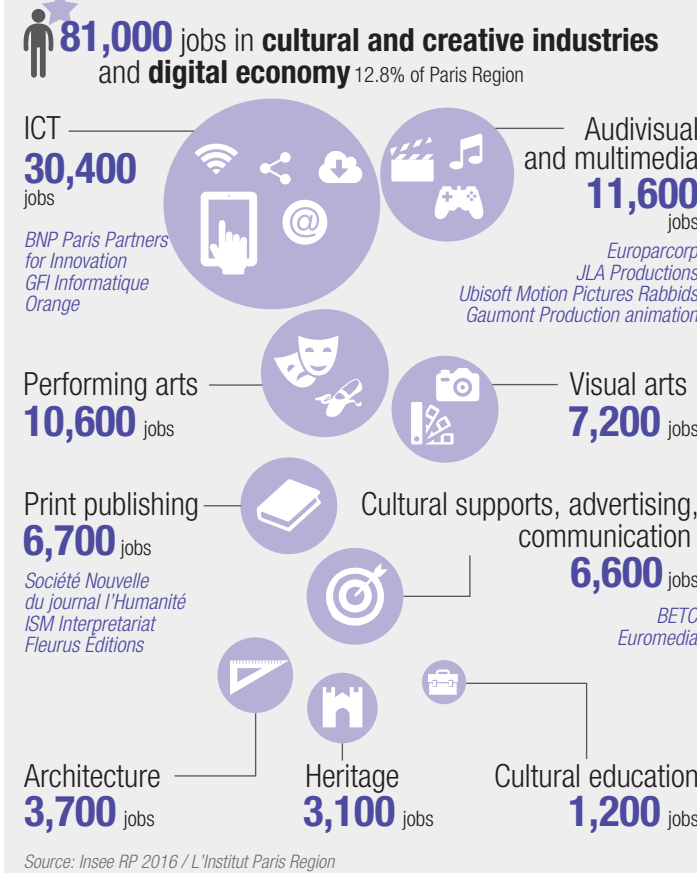 81,000 jobs in cultural and creative industries
and digital economy 12.8% of Paris Region
ICT
30,400
jobs
BNP Paris Partners
for Innovation
GFI Informatique
Orange
Audivisual
and multimedia
11,600
jobs
Europarcorp
JLA Productions
Ubisoft Motion Pictures Rabbids
Gaumont Production animation
@
Performing arts
10,600 jobs
Visual arts
7,200 jobs
Print publishing
6,700 jobs
Société Nouvelle
du journal l'Humanité
ISM Interpretariat
Fleurus Éditions
Cultural supports, advertising,
communication
6,600 jobs
BETC
Euromedia
Architecture
3,700 jobs
Heritage
3,100 jobs
Cultural education
1,200 jobs
Source: Insee RP 2016 / L'Institut Paris Region